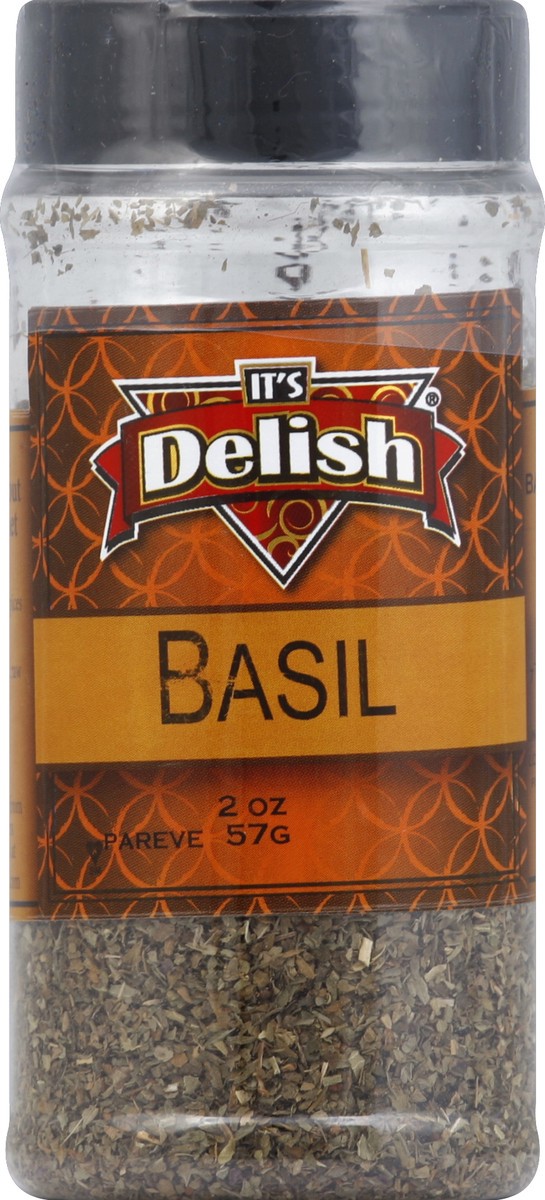 IT'S
Delish®
BASIL
2 OZ
PAREVE 57G